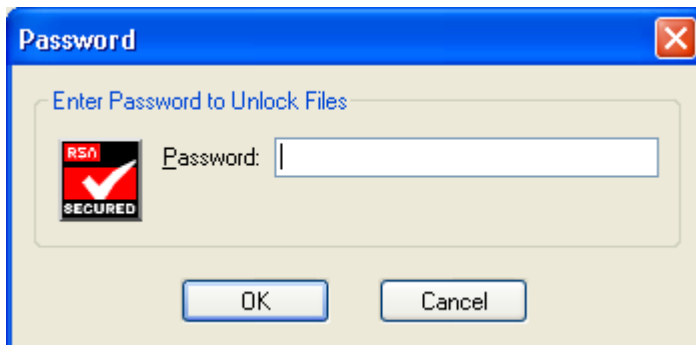 Password
Enter Password to Unlock Files
RSA
Password:
SECURED
OK Cancel